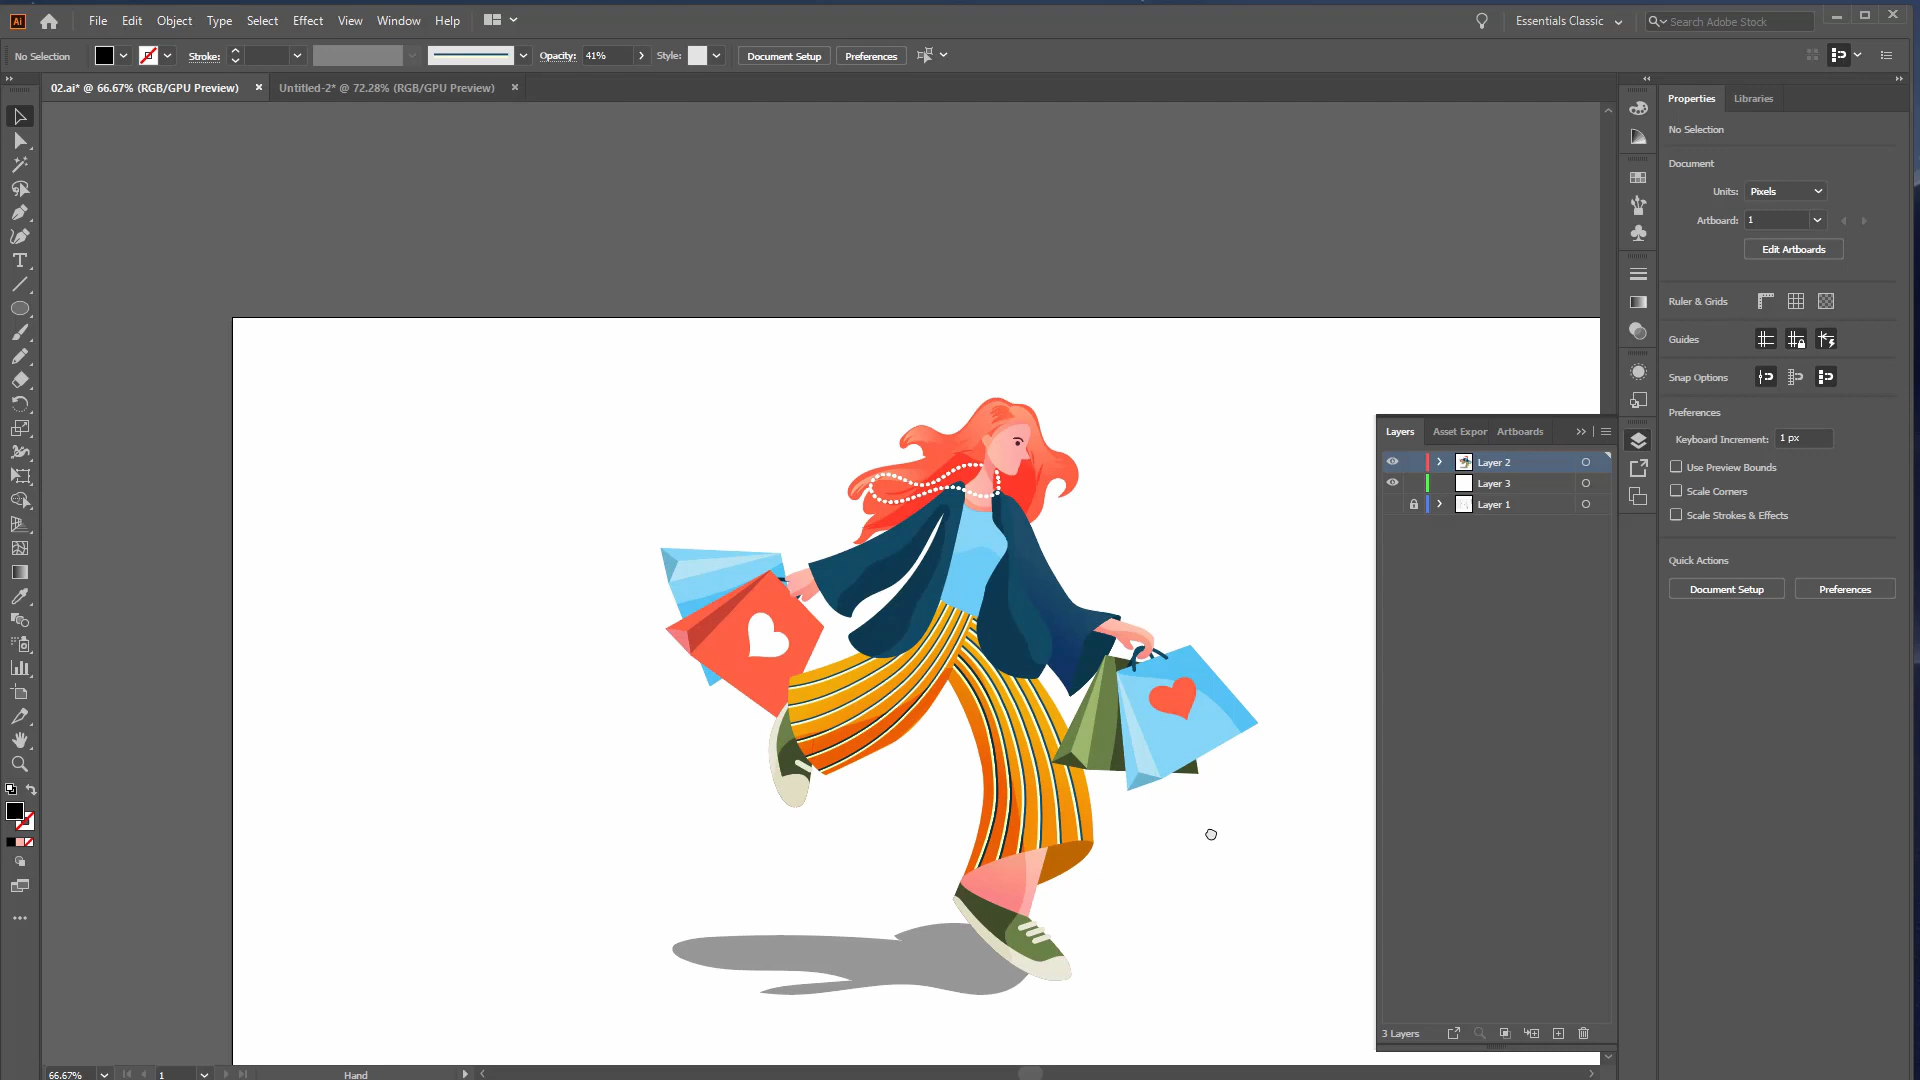 Ai File Edit Object Type Select Effect View Window Help Essentials Classic Search Adobe Stock
No Selection Stroke: Opacity: 41% Style: Document Setup Preferences
02.ai* @ 66.67% (RGB/GPU Preview) × Untitled-2* @ 72.28% (RGB/GPU Preview) ×
Properties Libraries
No Selection
Document
Units: Pixels
Artboard: 1
Edit Artboards
Ruler & Grids
Guides
Snap Options
Preferences
Keyboard Increment: 1 px
Use Preview Bounds
Scale Corners
Scale Strokes & Effects
Quick Actions
Document Setup Preferences
Layers Asset Expor Artboards
Layer 2
Layer 3
Layer 1
3 Layers
66.67% 1 Hand